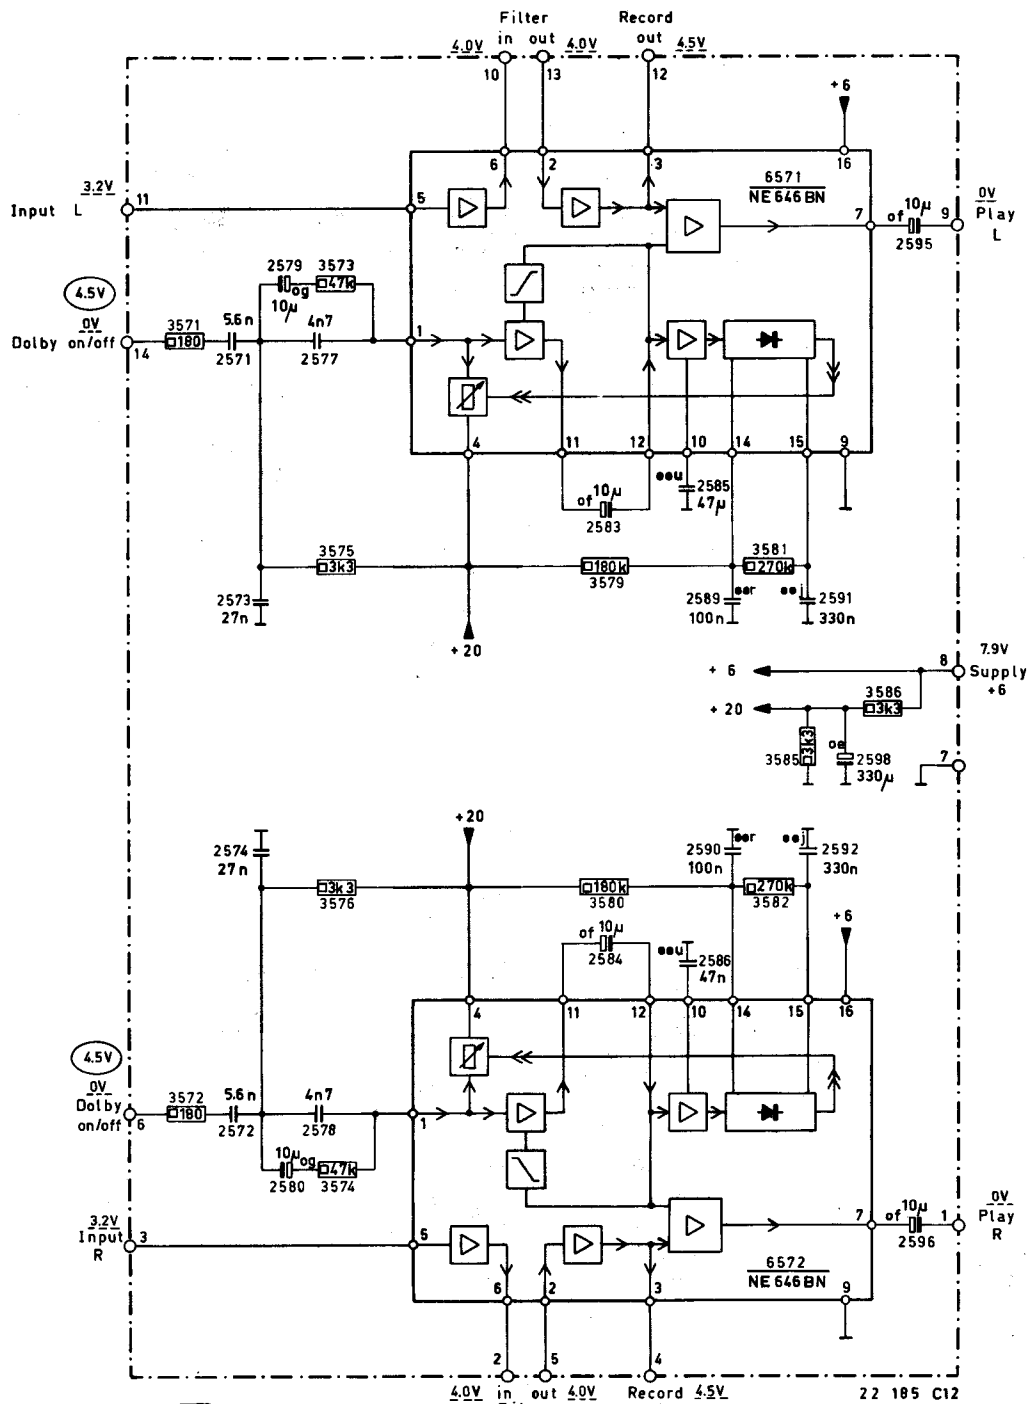 Filter Record
4.0V in out 4.0V out 4.5V
10 13 12
+6
6 2 3 16
6571
NE646BN
3.2V
11 5
Input L
7 of 10μ 9 0V
2595 Play
L
2579 3573
47k
og
10μ
4.5V
0V
Dolby on/off
14
3571
180
5.6n
2571
4n7
2577
1
4 11 12 10 14 15 9
of 10μ
2583
eeu 2585
47μ
3575
3k3
180k
3579
3581
270k
2573
27n
2589 eer
100n
eej 2591
330n
+20
7.9V
8
+6 Supply
+6
3586
3k3
+20
3k3
3585
oe
2598
330μ
7
+20
2574
27n
2590 eer
100n
eej 2592
330n
3k3
3576
180k
3580
270k
3582
+6
of 10μ
2584
eeu 2586
47n
4 11 12 10 14 15 16
4.5V
0V
Dolby
on/off
6
3572
180
5.6n
2572
4n7
2578
1
10μ og
2580
47k
3574
3.2V
Input
R
3 5
7 of 10μ 1 0V
2596 Play
R
6572
NE646BN
6 2 3 9
2 5 4
4.0V in out 4.0V Record 4.5V
22 185 C12